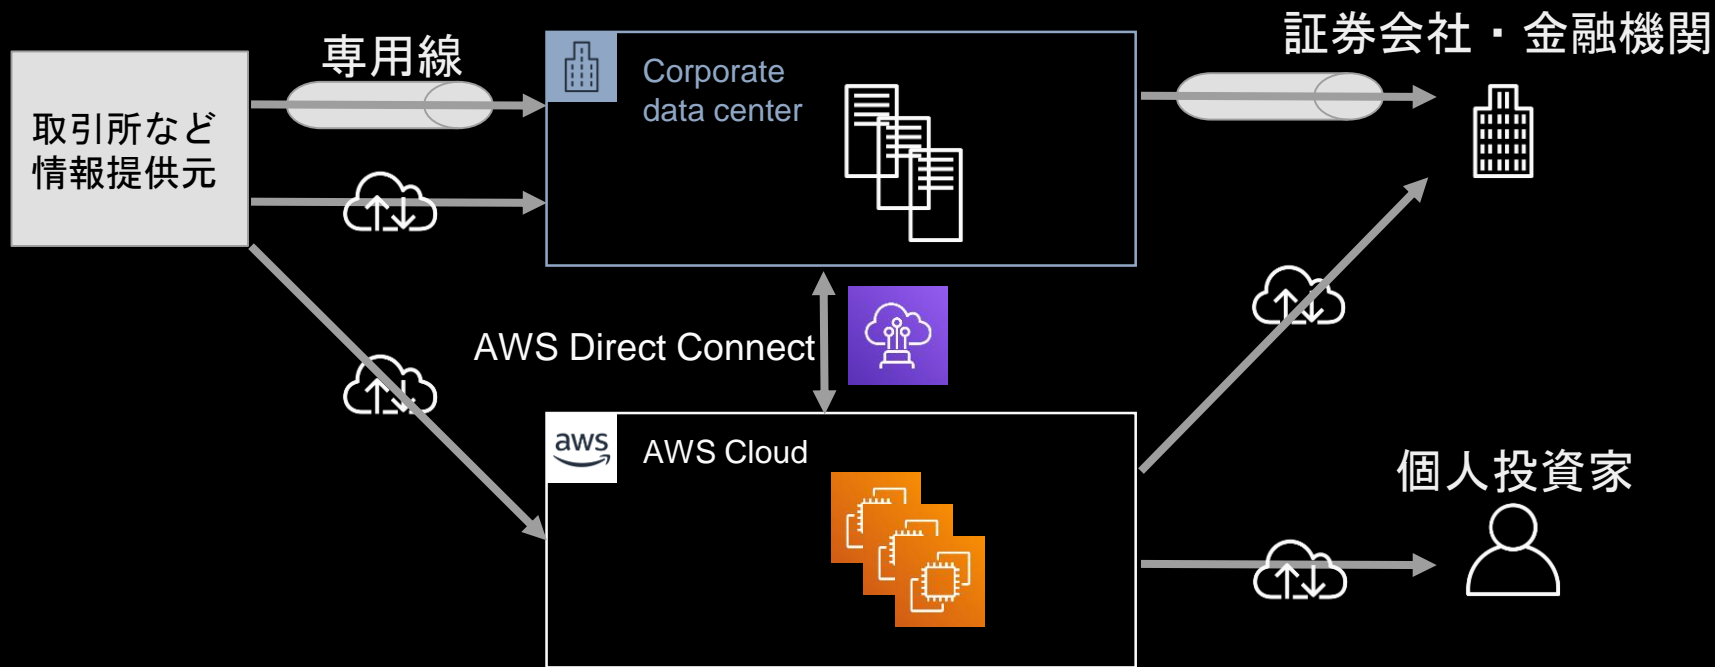 専用線
証券会社・金融機関
取引所など
情報提供元
Corporate
data center
AWS Direct Connect
aws
AWS Cloud
個人投資家